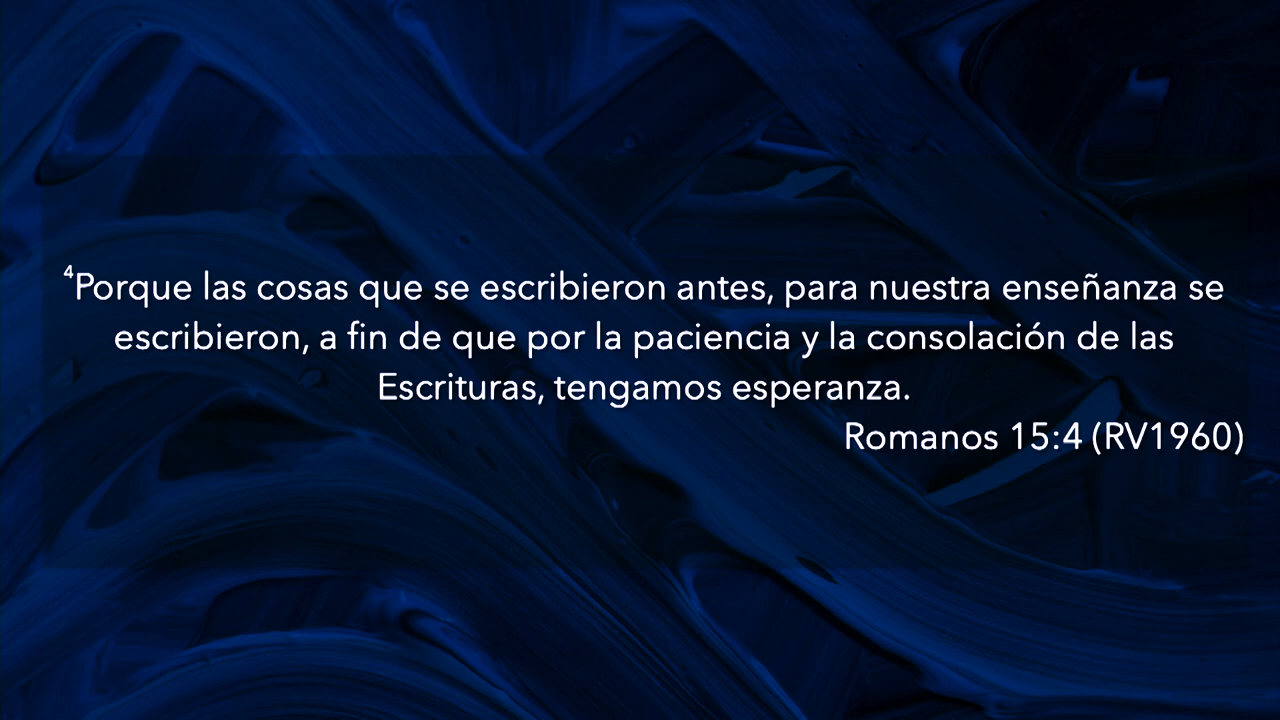 ⁴Porque las cosas que se escribieron antes, para nuestra enseñanza se
escribieron, a fin de que por la paciencia y la consolación de las
Escrituras, tengamos esperanza.
Romanos 15:4 (RV1960)